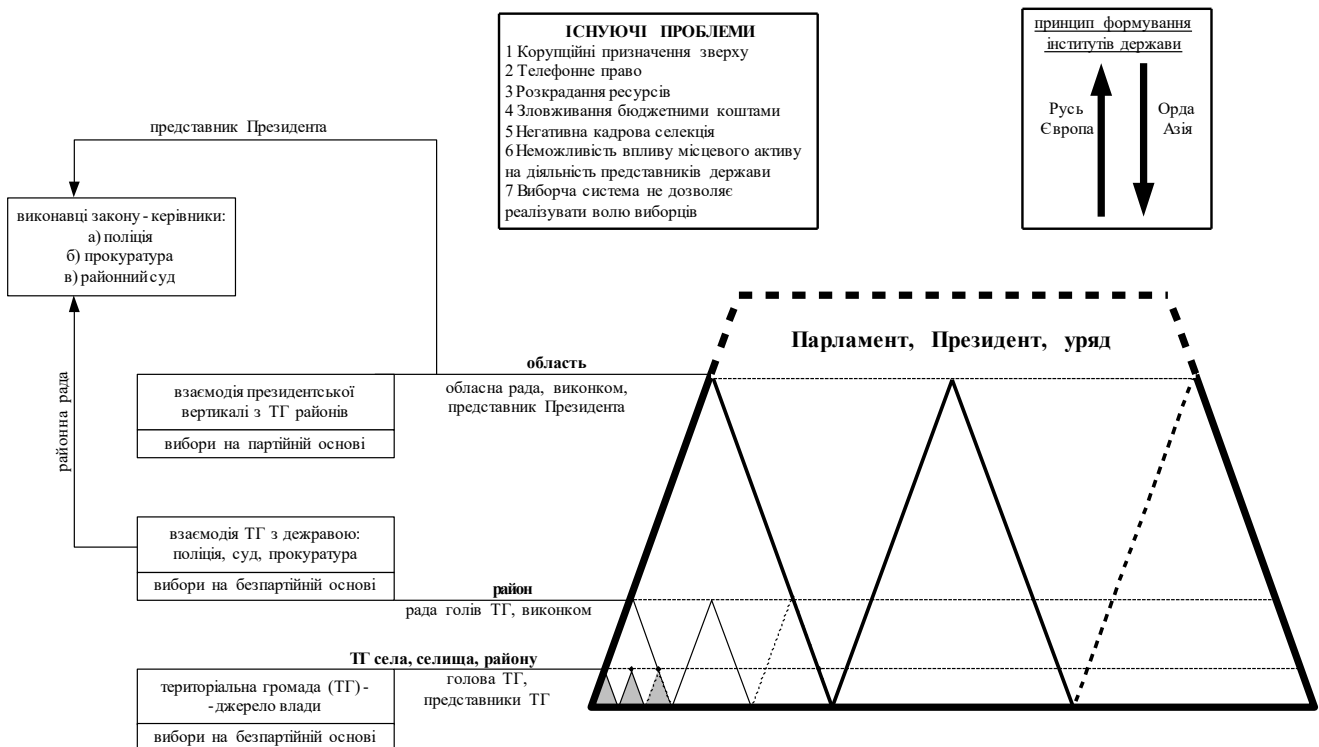 ІСНУЮЧІ ПРОБЛЕМИ
1 Корупційні призначення зверху
2 Телефонне право
3 Розкрадання ресурсів
4 Зловживання бюджетними коштами
5 Негативна кадрова селекція
6 Неможливість впливу місцевого активу
на діяльність представників держави
7 Виборча система не дозволяє
реалізувати волю виборців
принцип формування
інститутів держави
Русь
Європа
Орда
Азія
представник Президента
виконавці закону - керівники:
а) поліція
б) прокуратура
в) районний суд
районна рада
Парламент, Президент, уряд
область
обласна рада, виконком,
представник Президента
взаємодія президентської
вертикалі з ТГ районів
вибори на партійній основі
взаємодія ТГ з дежравою:
поліція, суд, прокуратура
вибори на безпартійній основі
район
рада голів ТГ, виконком
ТГ села, селища, району
голова ТГ,
представники ТГ
територіальна громада (ТГ) -
- джерело влади
вибори на безпартійній основі